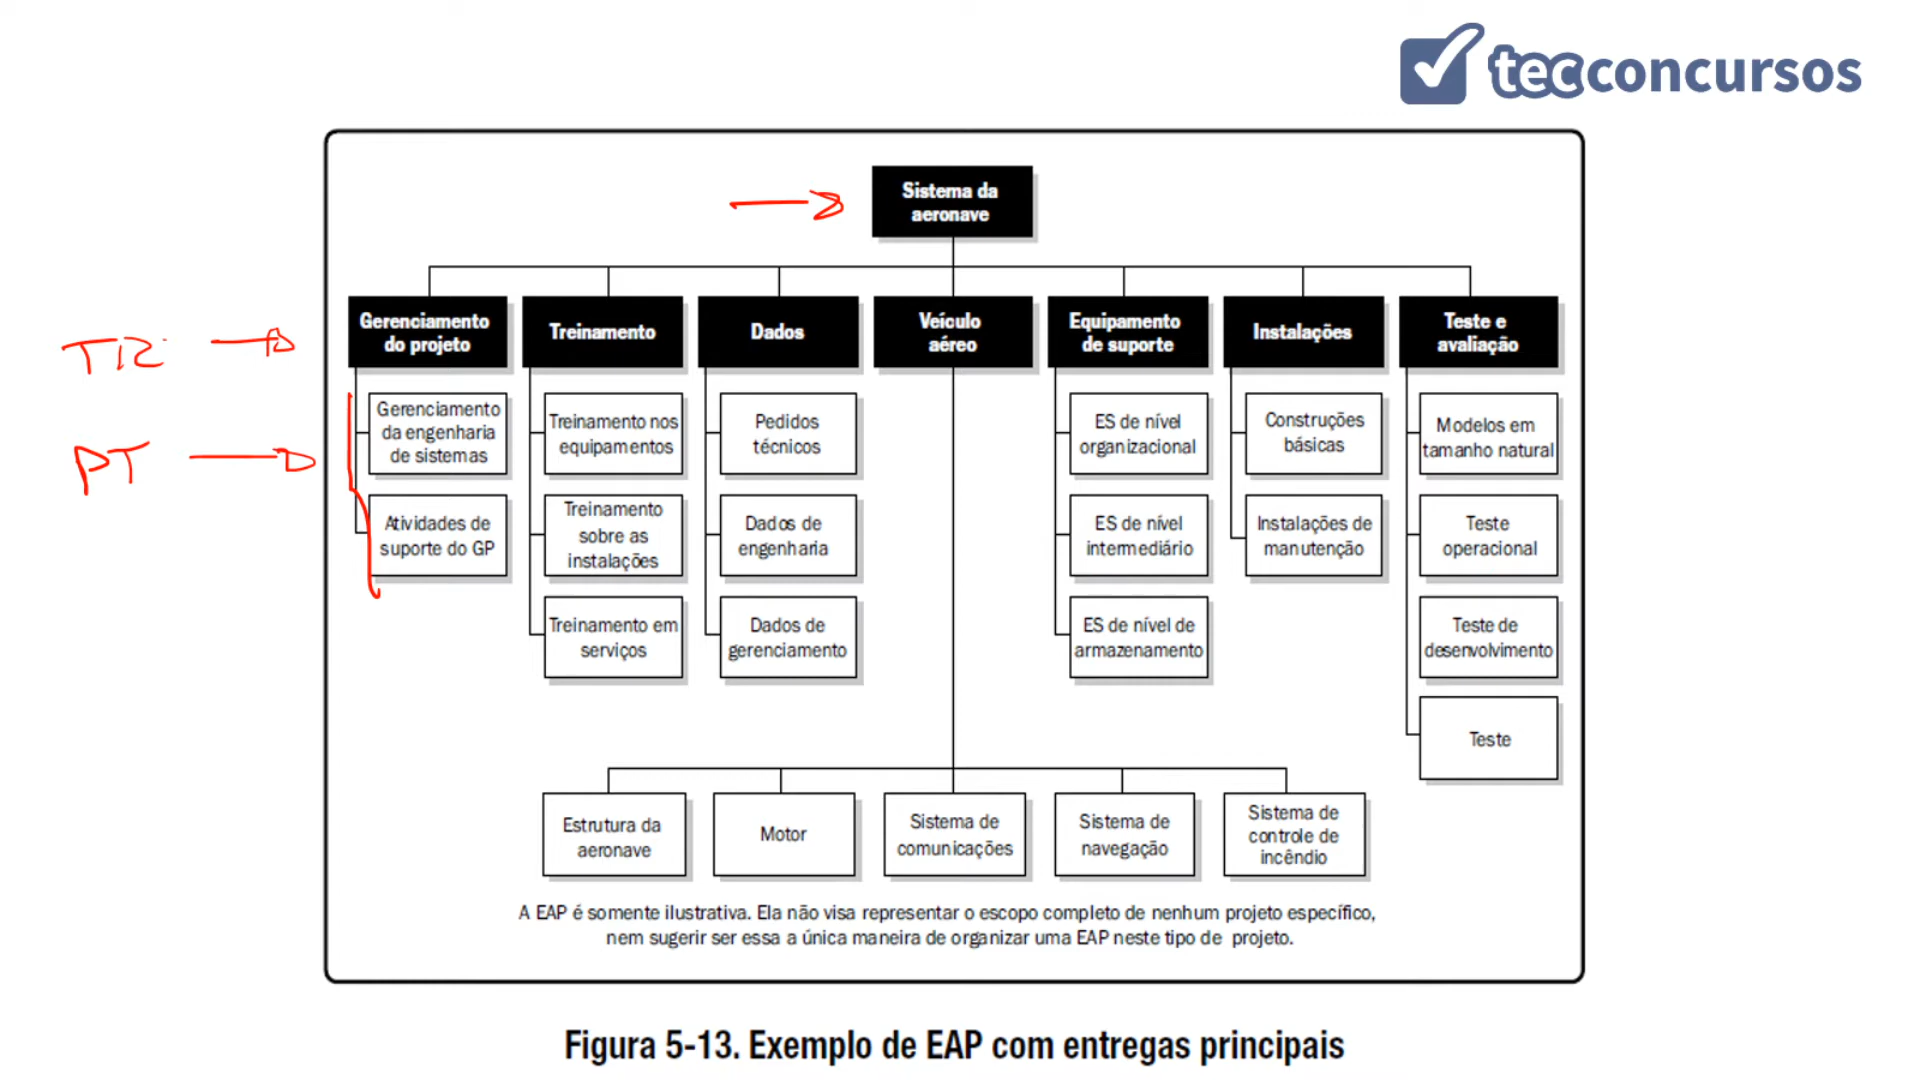 tecconcursos
Sistema da
aeronave
TR
Gerenciamento
do projeto
Treinamento
Dados
Veículo
aéreo
Equipamento
de suporte
Instalações
Teste e
avaliação
PT
Gerenciamento
da engenharia
de sistemas
Atividades de
suporte do GP
Treinamento nos
equipamentos
Treinamento
sobre as
instalações
Treinamento em
serviços
Pedidos
técnicos
Dados de
engenharia
Dados de
gerenciamento
ES de nível
organizacional
ES de nível
intermediário
ES de nível de
armazenamento
Construções
básicas
Instalações de
manutenção
Modelos em
tamanho natural
Teste
operacional
Teste de
desenvolvimento
Teste
Estrutura da
aeronave
Motor
Sistema de
comunicações
Sistema de
navegação
Sistema de
controle de
incêndio
A EAP é somente ilustrativa. Ela não visa representar o escopo completo de nenhum projeto específico,
nem sugerir ser essa a única maneira de organizar uma EAP neste tipo de projeto.
Figura 5-13. Exemplo de EAP com entregas principais